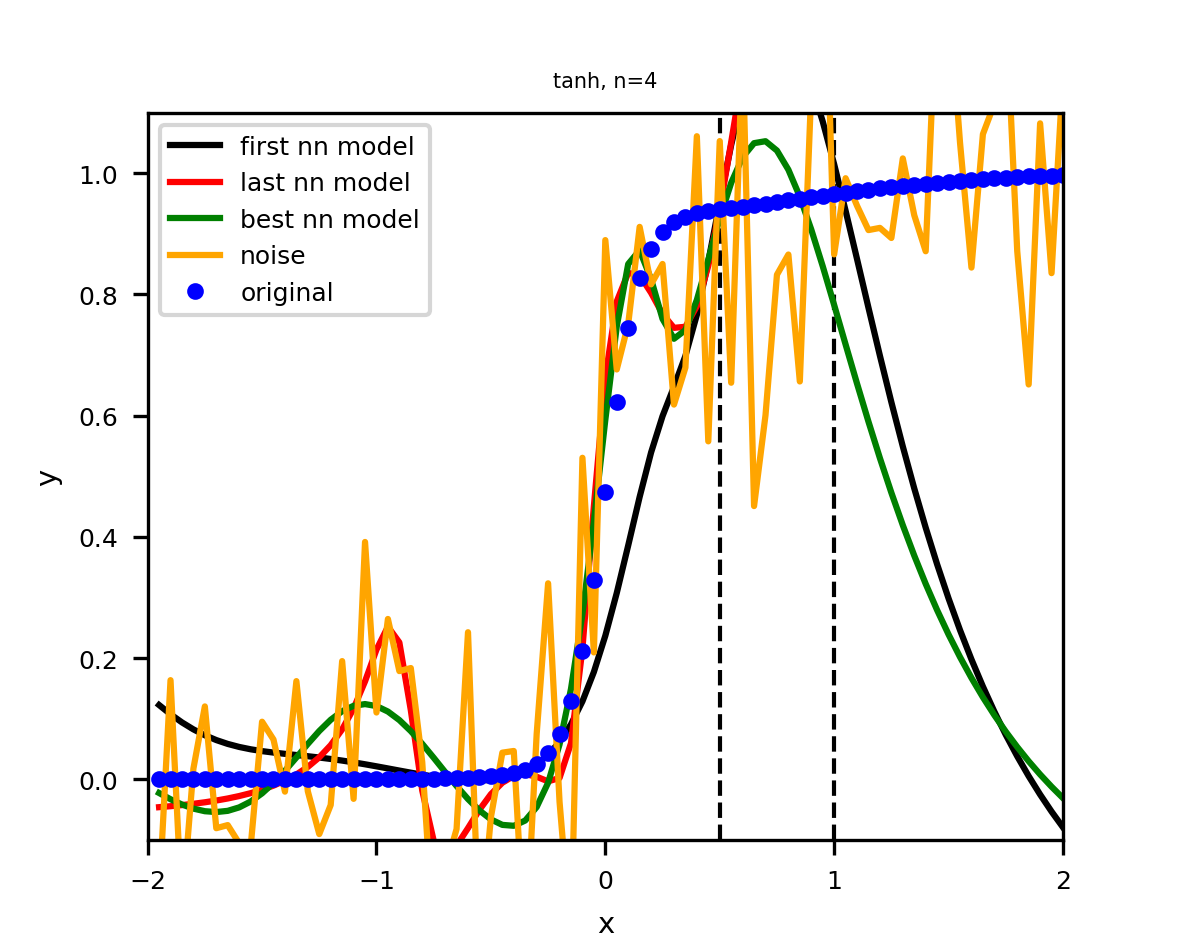 tanh, n=4
first nn model
last nn model
best nn model
noise
original
1.0
0.8
0.6
0.4
0.2
0.0
y
−2 −1 0 1 2
x